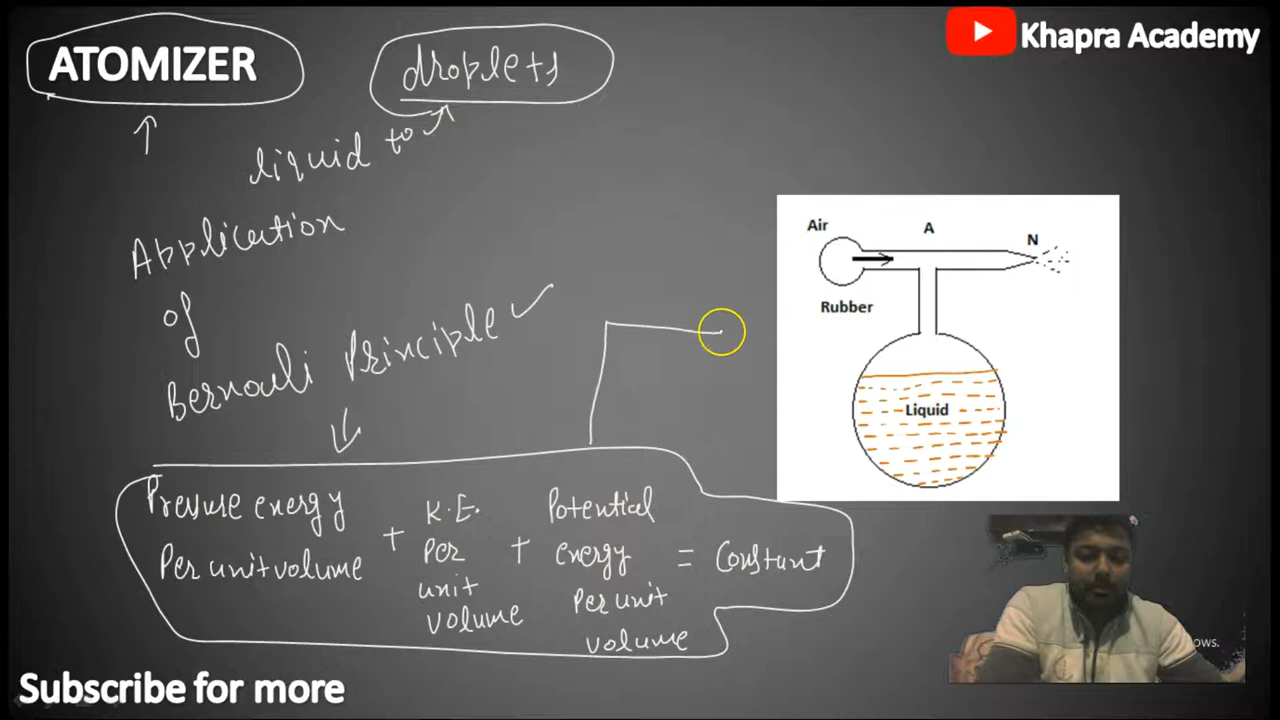 ATOMIZER
droplets
Khapra Academy
liquid to
Application
of
Bernouli Principle
Air
A
N
Rubber
Liquid
Pressure energy
Per unit volume
+
K.E.
Per
unit
volume
+
Potential
energy
Per unit
volume
= Constant
ows.
Subscribe for more